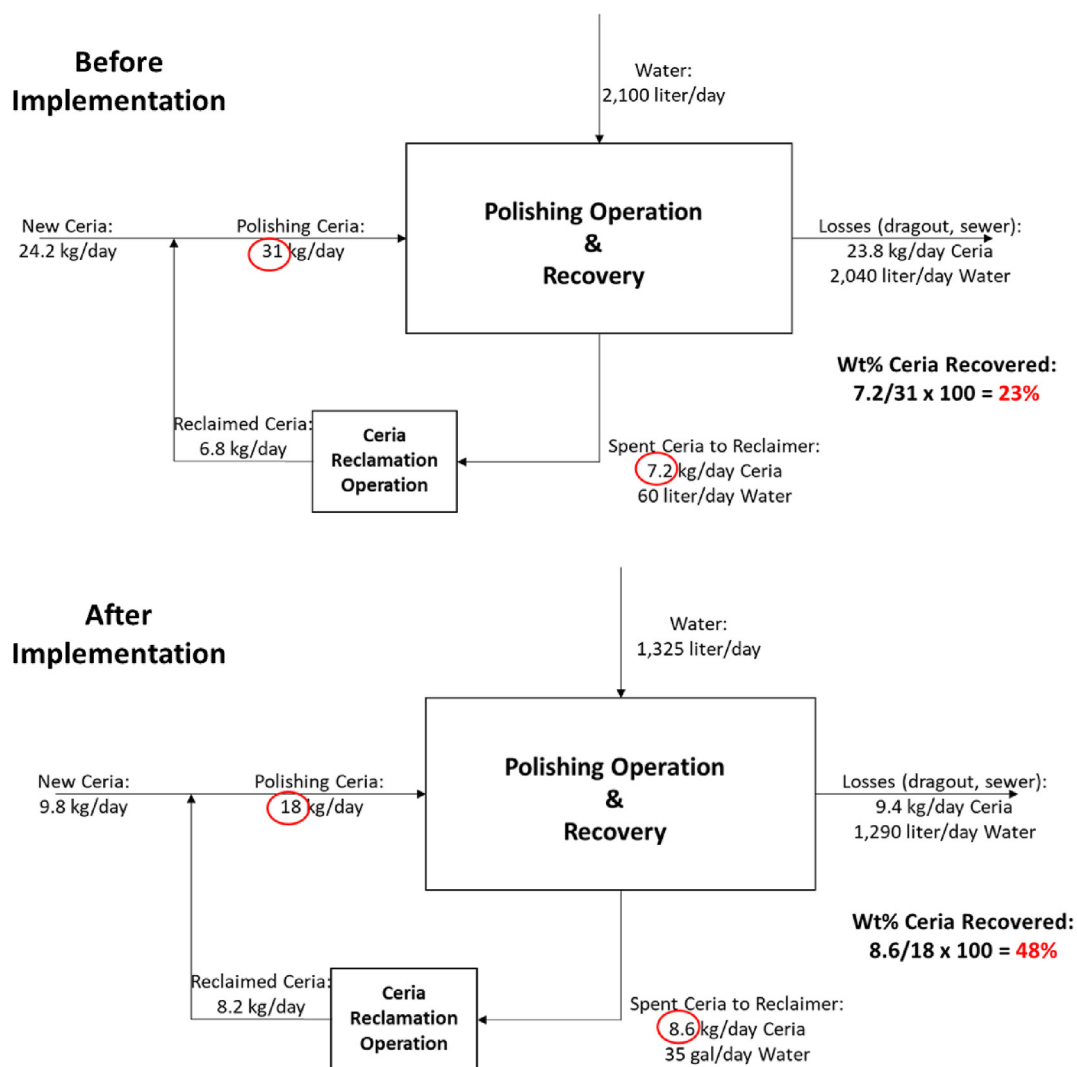 Before
Implementation
Water:
2,100 liter/day
New Ceria:
24.2 kg/day
Polishing Ceria:
31 kg/day
Polishing Operation
&
Recovery
Losses (dragout, sewer):
23.8 kg/day Ceria
2,040 liter/day Water
Wt% Ceria Recovered:
7.2/31 x 100 = 23%
Reclaimed Ceria:
6.8 kg/day
Ceria
Reclamation
Operation
Spent Ceria to Reclaimer:
7.2 kg/day Ceria
60 liter/day Water
After
Implementation
Water:
1,325 liter/day
New Ceria:
9.8 kg/day
Polishing Ceria:
18 kg/day
Polishing Operation
&
Recovery
Losses (dragout, sewer):
9.4 kg/day Ceria
1,290 liter/day Water
Wt% Ceria Recovered:
8.6/18 x 100 = 48%
Reclaimed Ceria:
8.2 kg/day
Ceria
Reclamation
Operation
Spent Ceria to Reclaimer:
8.6 kg/day Ceria
35 gal/day Water